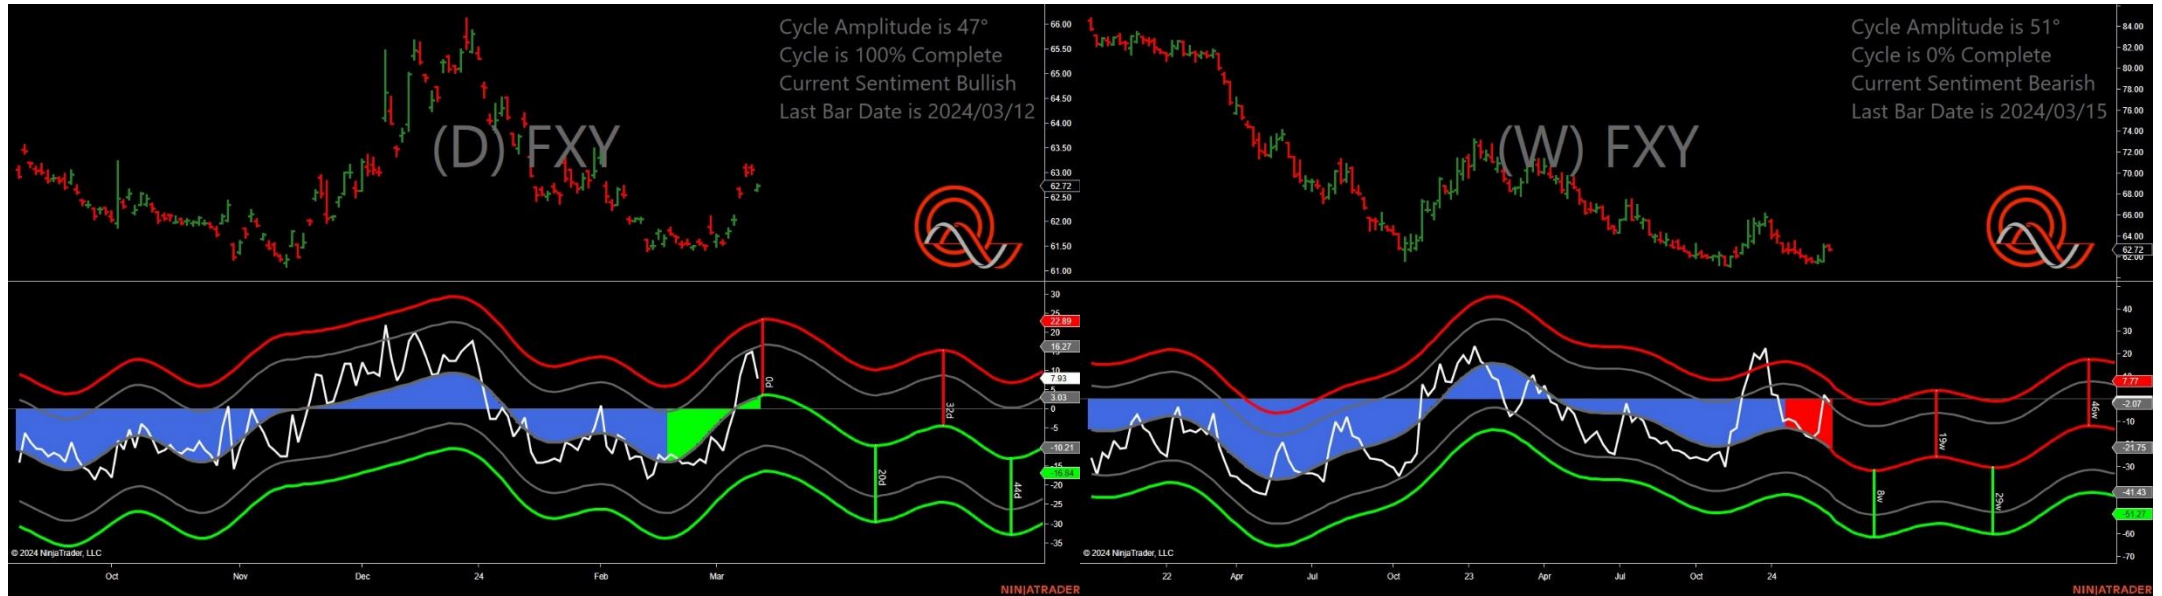 Cycle Amplitude is 47°
Cycle is 100% Complete
Current Sentiment Bullish
Last Bar Date is 2024/03/12
(D) FXY
66.00
65.50
65.00
64.50
64.00
63.50
63.00
62.72
62.50
62.00
61.50
61.00
30
25
22.89
20
16.27
7.93
5
3.03
0
-5
-10.21
-15
-16.84
-20
-25
-30
-35
0d
20d
32d
44d
© 2024 NinjaTrader, LLC
Oct Nov Dec 24 Feb Mar
NINJATRADER
Cycle Amplitude is 51°
Cycle is 0% Complete
Current Sentiment Bearish
Last Bar Date is 2024/03/15
(W) FXY
84.00
82.00
80.00
78.00
76.00
74.00
72.00
70.00
68.00
66.00
64.00
62.72
62.00
40
30
20
7.77
-2.07
-10
-21.75
-30
-41.43
-51.27
-60
-70
8w
19w
29w
46w
© 2024 NinjaTrader, LLC
22 Apr Jul Oct 23 Apr Jul Oct 24
NINJATRADER